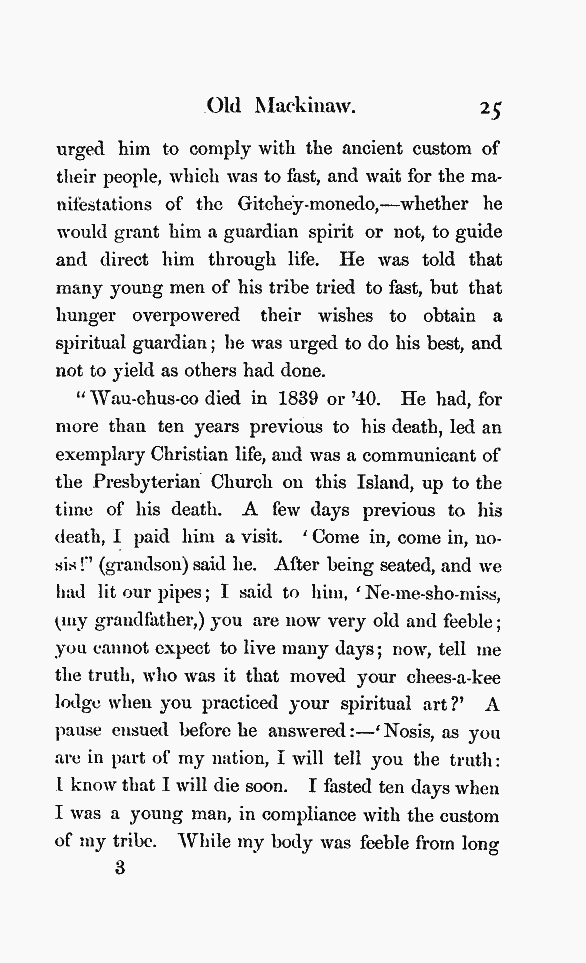 Old Mackinaw. 25
urged him to comply with the ancient custom of
their people, which was to fast, and wait for the ma-
nifestations of the Gitchey-monedo,—whether he
would grant him a guardian spirit or not, to guide
and direct him through life. He was told that
many young men of his tribe tried to fast, but that
hunger overpowered their wishes to obtain a
spiritual guardian; he was urged to do his best, and
not to yield as others had done.
"Wau-chus-co died in 1839 or '40. He had, for
more than ten years previous to his death, led an
exemplary Christian life, and was a communicant of
the Presbyterian Church on this Island, up to the
time of his death. A few days previous to his
death, I paid him a visit. 'Come in, come in, no-
sis!' (grandson) said he. After being seated, and we
had lit our pipes; I said to him, 'Ne-me-sho-miss,
(my grandfather,) you are now very old and feeble;
you cannot expect to live many days; now, tell me
the truth, who was it that moved your chees-a-kee
lodge when you practiced your spiritual art?' A
pause ensued before he answered:—'Nosis, as you
are in part of my nation, I will tell you the truth:
I know that I will die soon. I fasted ten days when
I was a young man, in compliance with the custom
of my tribe. While my body was feeble from long
3